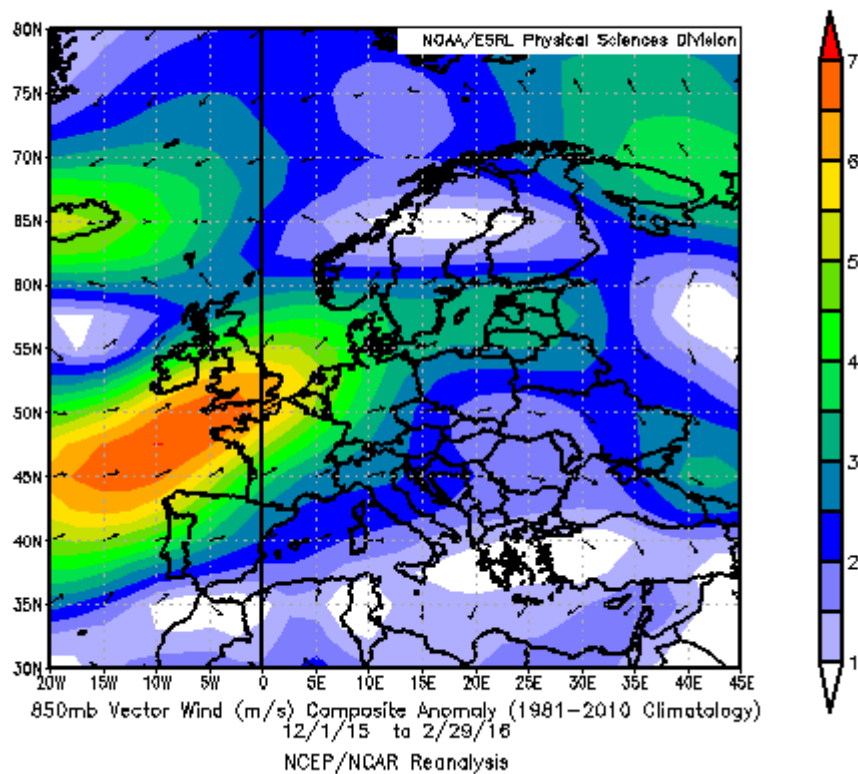 80N
75N
70N
65N
60N
55N
50N
45N
40N
35N
30N
NOAA/ESRL Physical Sciences Division
20W 15W 10W 5W 0 5E 10E 15E 20E 25E 30E 35E 40E 45E
7
6
5
4
3
2
1
850mb Vector Wind (m/s) Composite Anomaly (1981-2010 Climatology)
12/1/15 to 2/29/16
NCEP/NCAR Reanalysis